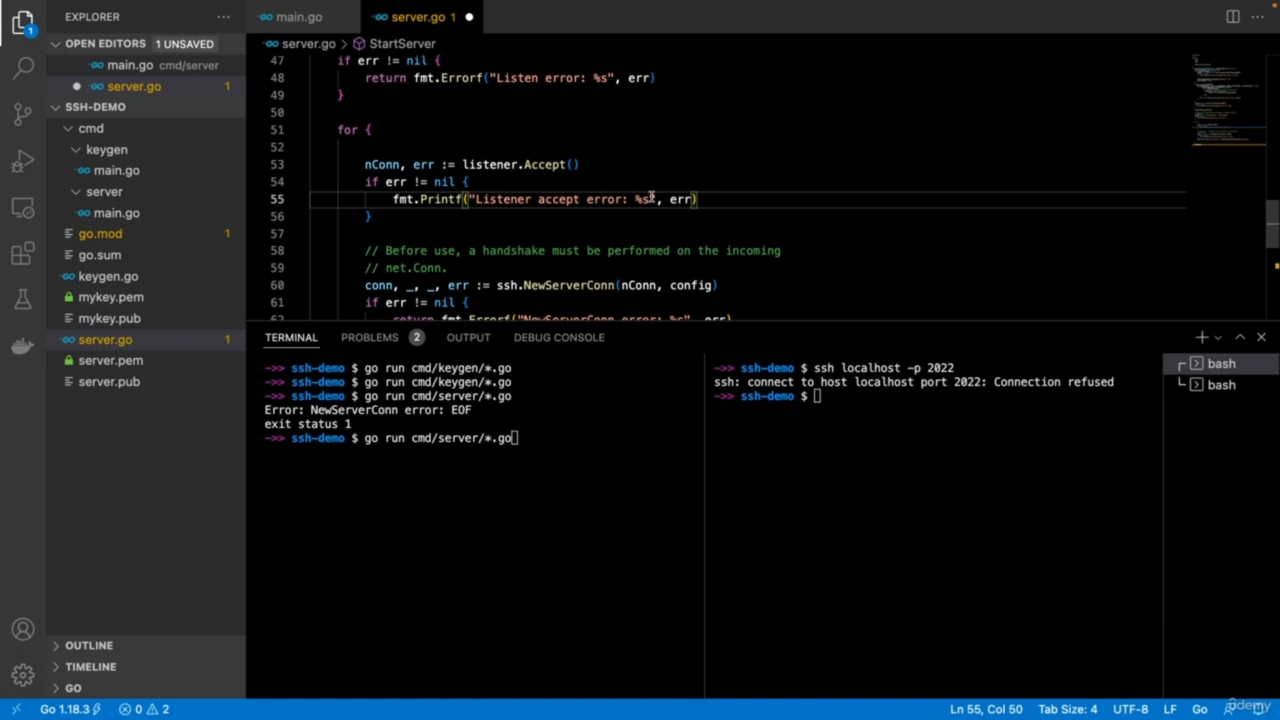 EXPLORER
OPEN EDITORS 1 UNSAVED
main.go cmd/server
server.go 1
SSH-DEMO
cmd
keygen
main.go
server
main.go
go.mod 1
go.sum
keygen.go
mykey.pem
mykey.pub
server.go 1
server.pem
server.pub
OUTLINE
TIMELINE
GO
main.go
server.go 1
server.go > StartServer
47 if err != nil {
48 return fmt.Errorf("Listen error: %s", err)
49 }
50
51 for {
52
53 nConn, err := listener.Accept()
54 if err != nil {
55 fmt.Printf("Listener accept error: %s", err)
56 }
57
58 // Before use, a handshake must be performed on the incoming
59 // net.Conn.
60 conn, _, _, err := ssh.NewServerConn(nConn, config)
61 if err != nil {
62 return fmt.Errorf("NewServerConn error: %s", err)
TERMINAL PROBLEMS 2 OUTPUT DEBUG CONSOLE
->> ssh-demo $ go run cmd/keygen/*.go
->> ssh-demo $ go run cmd/keygen/*.go
->> ssh-demo $ go run cmd/server/*.go
Error: NewServerConn error: EOF
exit status 1
->> ssh-demo $ go run cmd/server/*.go
->> ssh-demo $ ssh localhost -p 2022
ssh: connect to host localhost port 2022: Connection refused
->> ssh-demo $
bash
bash
1
Go 1.18.3 0 2 Ln 55, Col 50 Tab Size: 4 UTF-8 LF Go
udemy